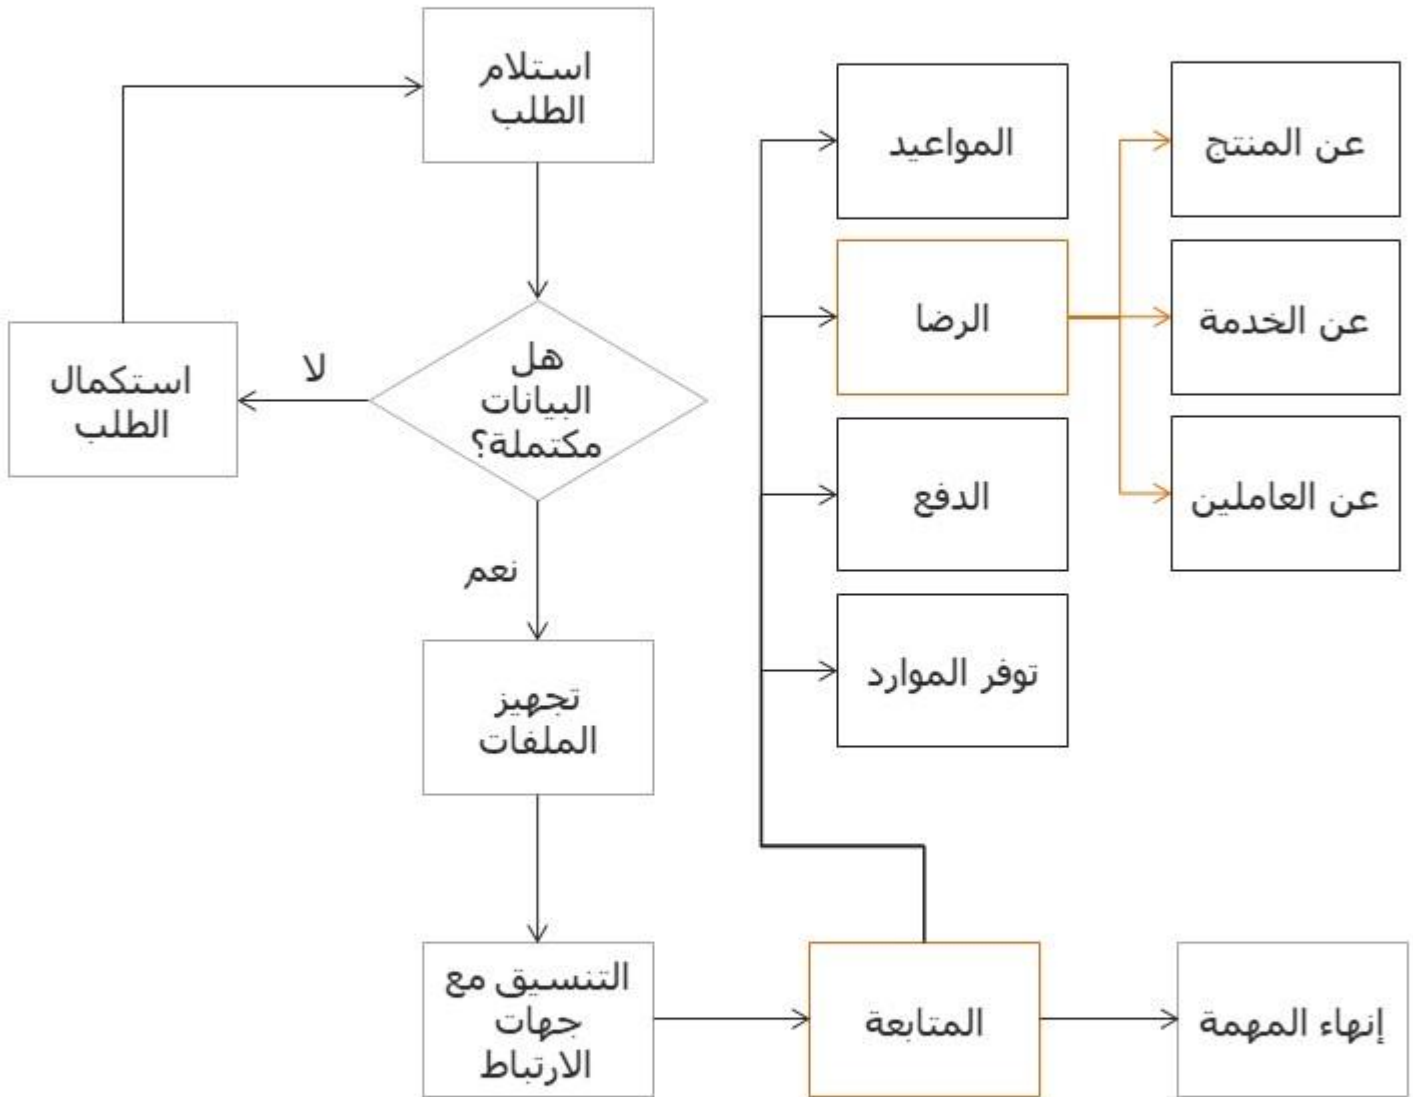 استلام
الطلب
هل
البيانات
مكتملة؟
لا
استكمال
الطلب
نعم
تجهيز
الملفات
التنسيق مع
جهات
الارتباط
المتابعة
إنهاء المهمة
المواعيد
الرضا
الدفع
توفر الموارد
عن المنتج
عن الخدمة
عن العاملين